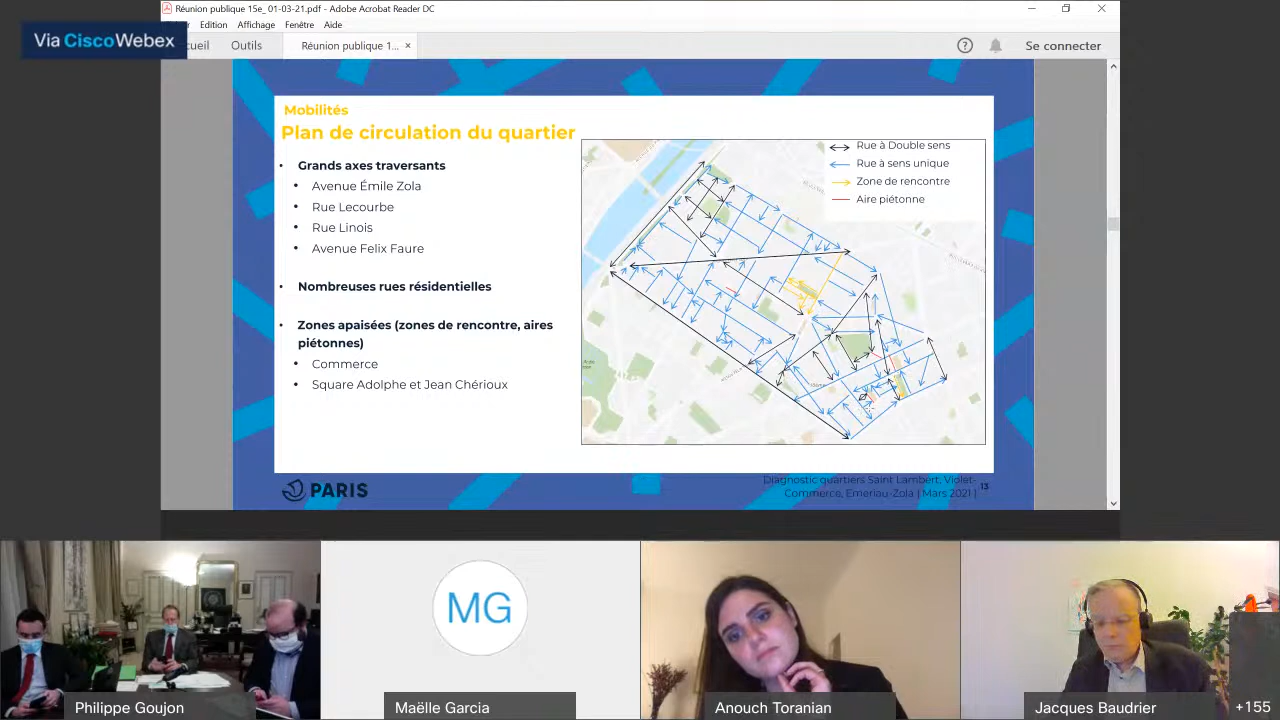 Réunion publique 15e_ 01-03-21.pdf - Adobe Acrobat Reader DC
Edition Affichage Fenêtre Aide
Via CiscoWebex
Outils
Réunion publique 1... ×
?
Se connecter
Mobilités
Plan de circulation du quartier
• Grands axes traversants
• Avenue Émile Zola
• Rue Lecourbe
• Rue Linois
• Avenue Felix Faure
• Nombreuses rues résidentielles
• Zones apaisées (zones de rencontre, aires
piétonnes)
• Commerce
• Square Adolphe et Jean Chérioux
Rue à Double sens
Rue à sens unique
Zone de rencontre
Aire piétonne
PARIS
Diagnostic quartiers Saint Lambert, Violet-
Commerce, Emeriau-Zola | Mars 2021 | 13
MG
Philippe Goujon
Maëlle Garcia
Anouch Toranian
Jacques Baudrier
+155